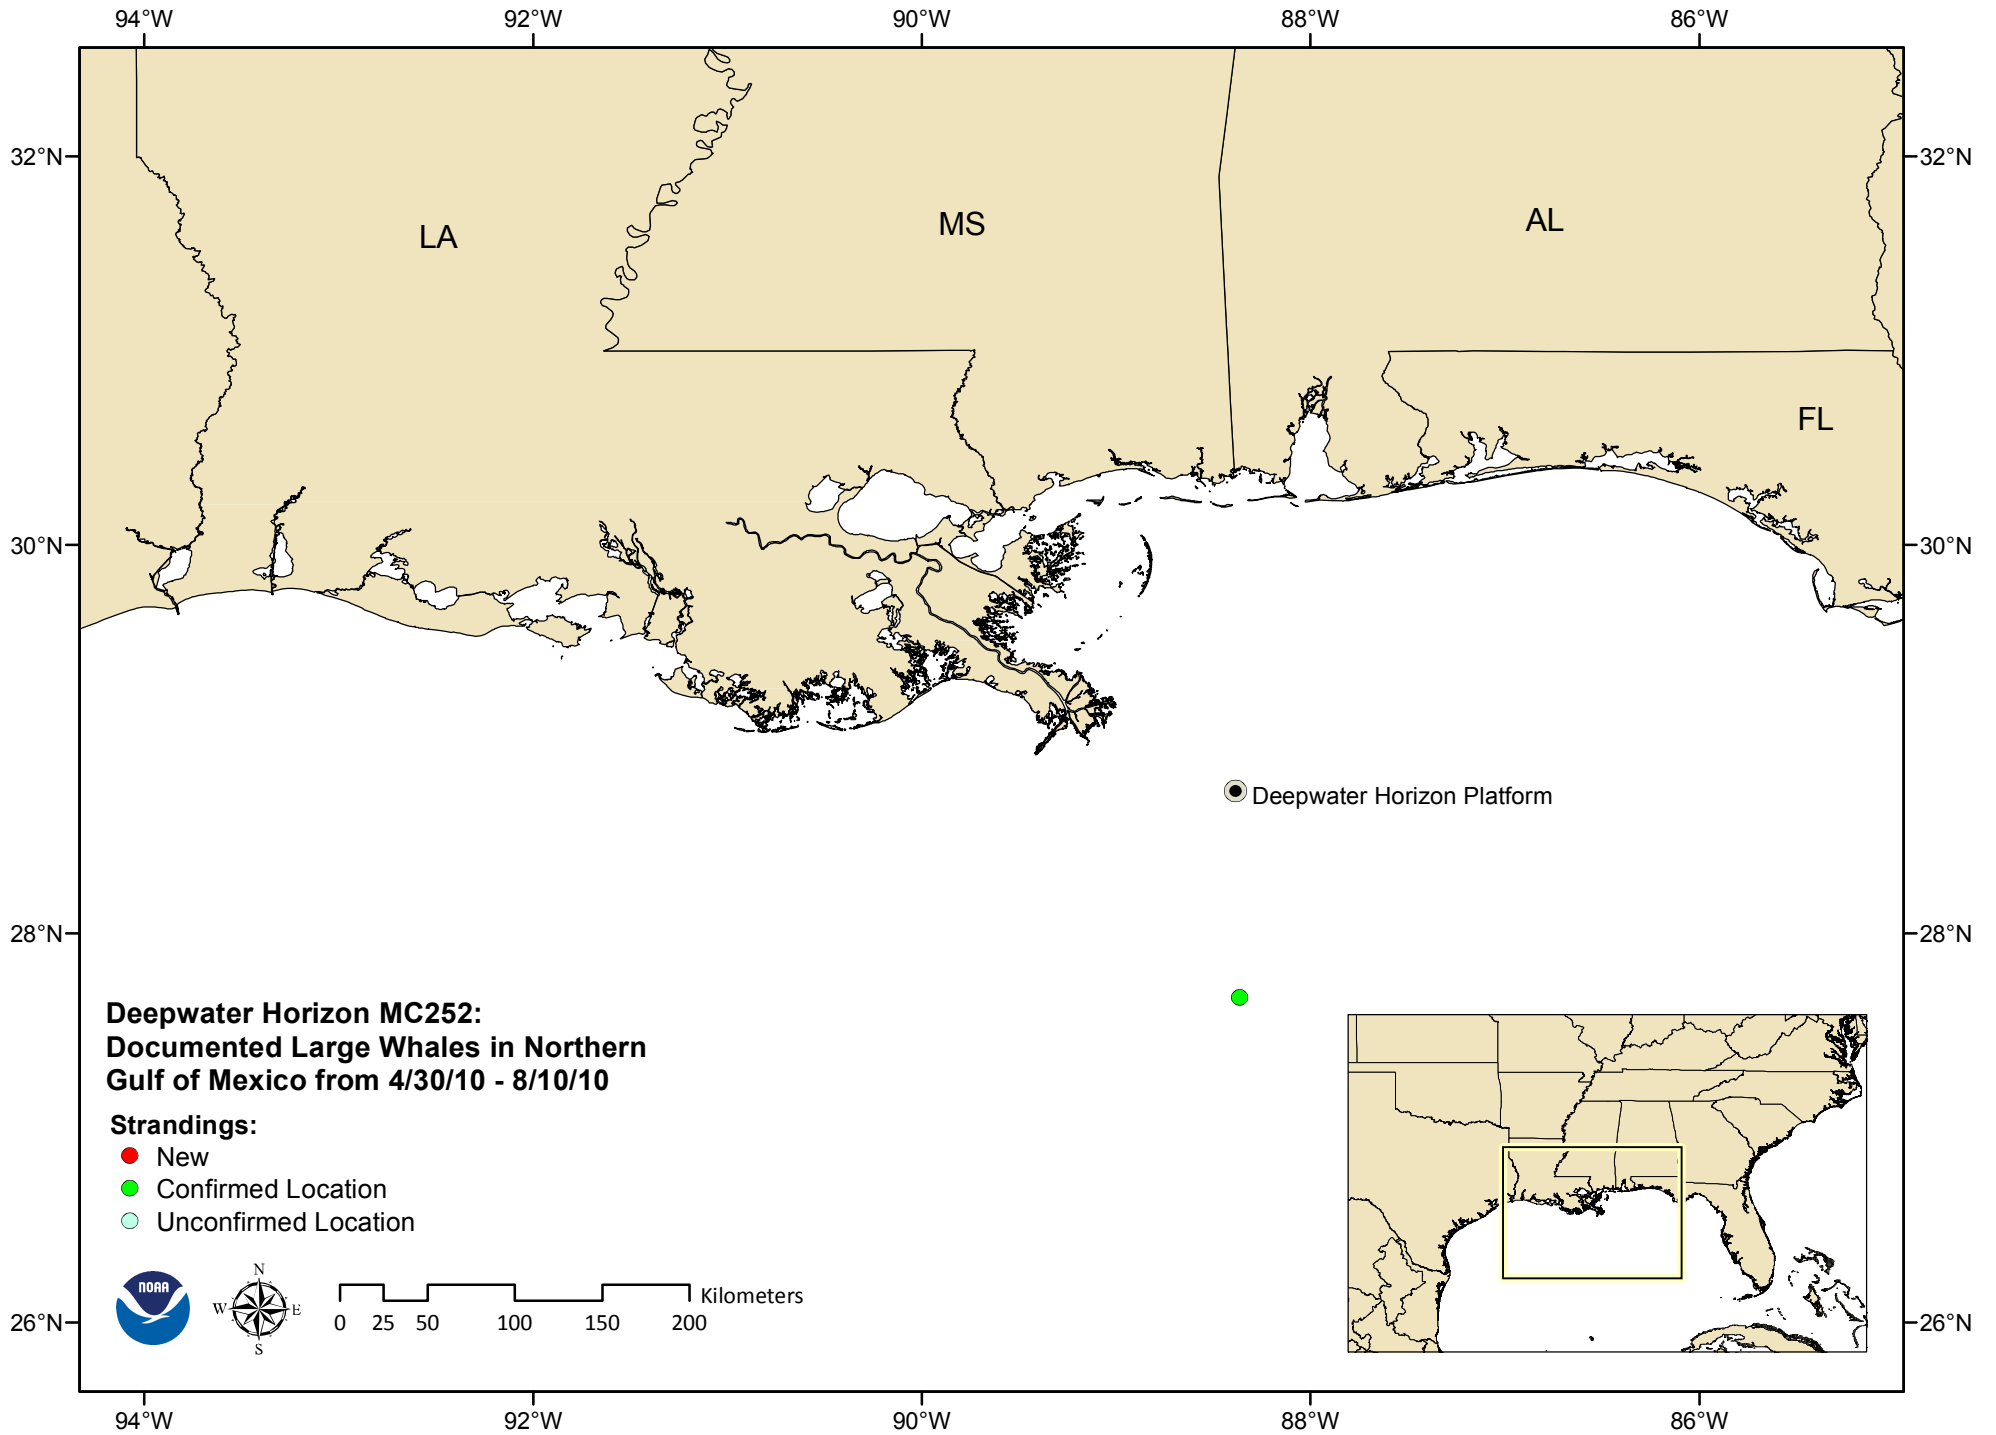 94°W 92°W 90°W 88°W 86°W
32°N 32°N
LA MS AL
FL
30°N 30°N
Deepwater Horizon Platform
28°N 28°N
Deepwater Horizon MC252:
Documented Large Whales in Northern
Gulf of Mexico from 4/30/10 - 8/10/10
Strandings:
New
Confirmed Location
Unconfirmed Location
NOAA
N
W E
S
Kilometers
0 25 50 100 150 200
26°N 26°N
94°W 92°W 90°W 88°W 86°W